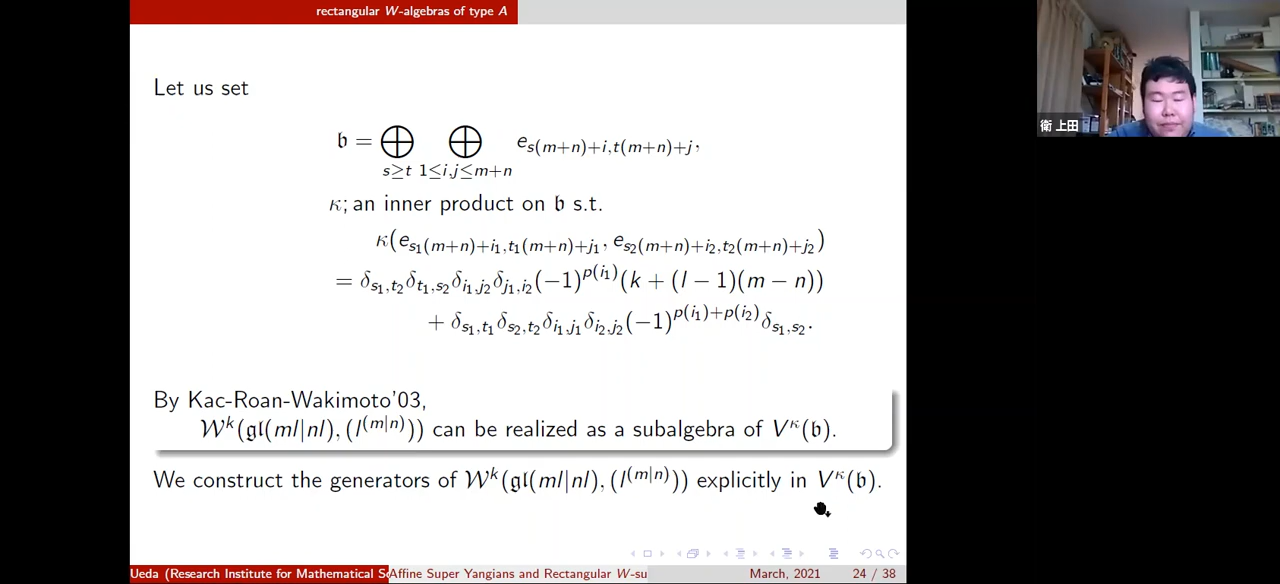 rectangular W-algebras of type A
Let us set
𝔟 = ⨁_{s≥t} ⨁_{1≤i,j≤m+n} e_{s(m+n)+i,t(m+n)+j},
κ; an inner product on 𝔟 s.t.
κ(e_{s₁(m+n)+i₁,t₁(m+n)+j₁}, e_{s₂(m+n)+i₂,t₂(m+n)+j₂})
= δ_{s₁,t₂}δ_{t₁,s₂}δ_{i₁,j₂}δ_{j₁,i₂}(−1)^{p(i₁)}(k + (l − 1)(m − n))
+ δ_{s₁,t₁}δ_{s₂,t₂}δ_{i₁,j₁}δ_{i₂,j₂}(−1)^{p(i₁)+p(i₂)}δ_{s₁,s₂}.
By Kac-Roan-Wakimoto'03,
𝒲^k(𝔤𝔩(ml|nl), (l^{(m|n)})) can be realized as a subalgebra of V^κ(𝔟).
We construct the generators of 𝒲^k(𝔤𝔩(ml|nl), (l^{(m|n)})) explicitly in V^κ(𝔟).
Ueda (Research Institute for Mathematical S
Affine Super Yangians and Rectangular W-su
March, 2021
24 / 38
衛 上田